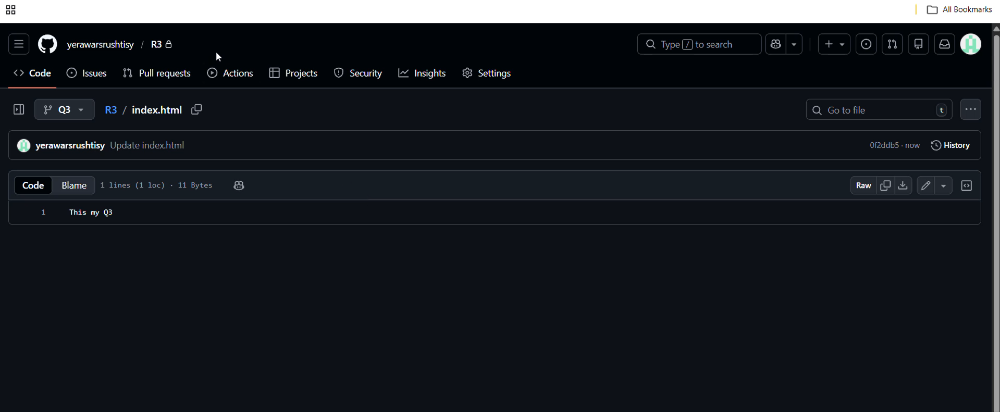 All Bookmarks
yerawarsrushtisy / R3
Type / to search
Code Issues Pull requests Actions Projects Security Insights Settings
Q3 R3 / index.html
Go to file t
yerawarsrushtisy Update index.html
0f2ddb5 · now History
Code Blame 1 lines (1 loc) · 11 Bytes
Raw
1 This my Q3